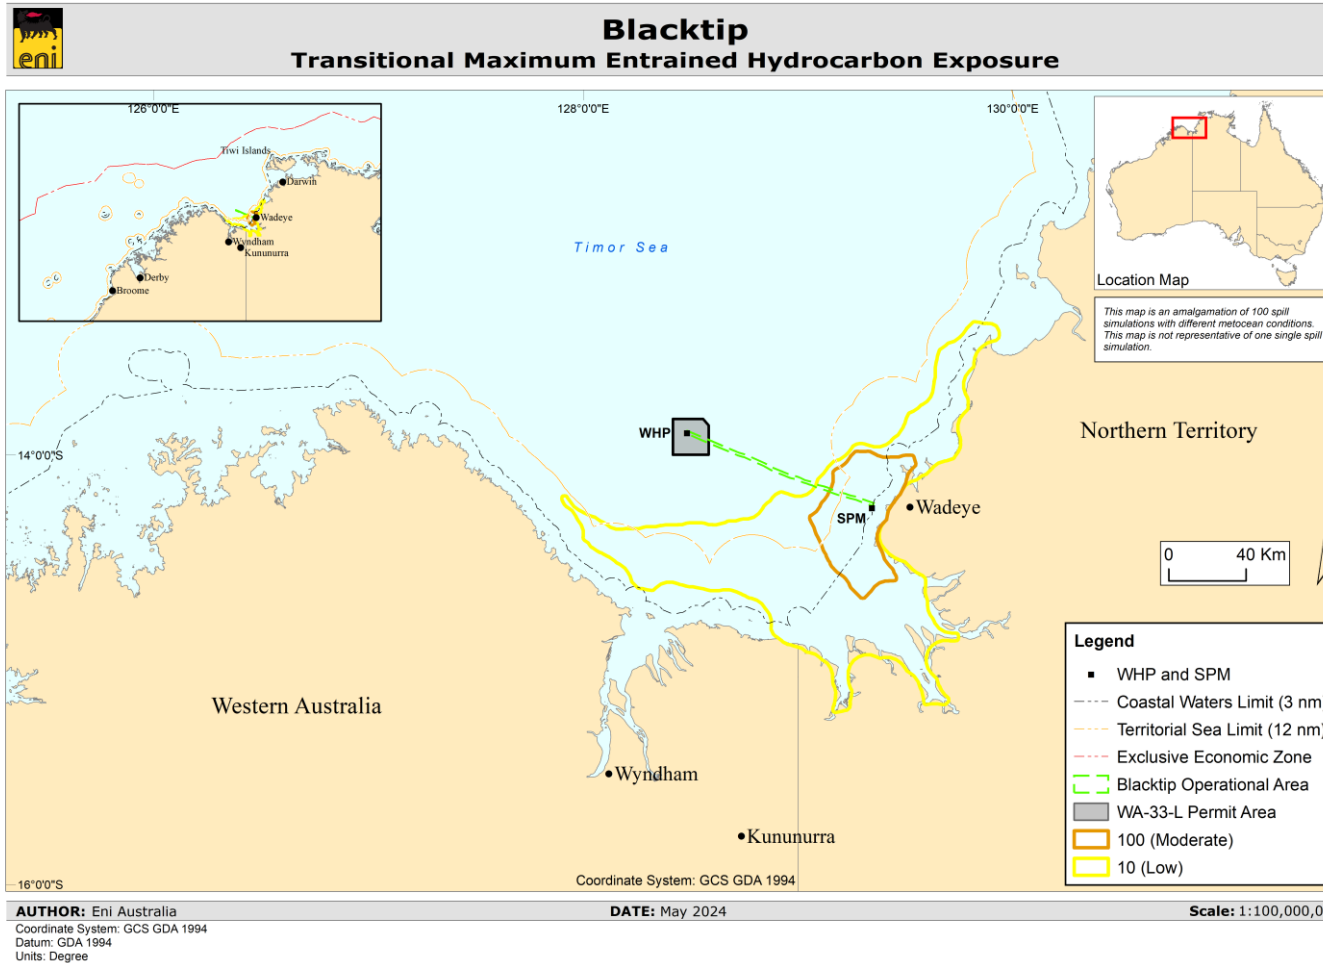 eni
Blacktip
Transitional Maximum Entrained Hydrocarbon Exposure
126°0'0"E
128°0'0"E
130°0'0"E
Tiwi Islands
Darwin
Wadeye
Wyndham
Kununurra
Derby
Broome
Timor Sea
Location Map
This map is an amalgamation of 100 spill
simulations with different metocean conditions.
This map is not representative of one single spill
simulation.
14°0'0"S
WHP
Northern Territory
SPM
Wadeye
0 40 Km
Western Australia
Wyndham
Kununurra
16°0'0"S
Coordinate System: GCS GDA 1994
Legend
WHP and SPM
Coastal Waters Limit (3 nm)
Territorial Sea Limit (12 nm)
Exclusive Economic Zone
Blacktip Operational Area
WA-33-L Permit Area
100 (Moderate)
10 (Low)
AUTHOR: Eni Australia
DATE: May 2024
Scale: 1:100,000,0
Coordinate System: GCS GDA 1994
Datum: GDA 1994
Units: Degree